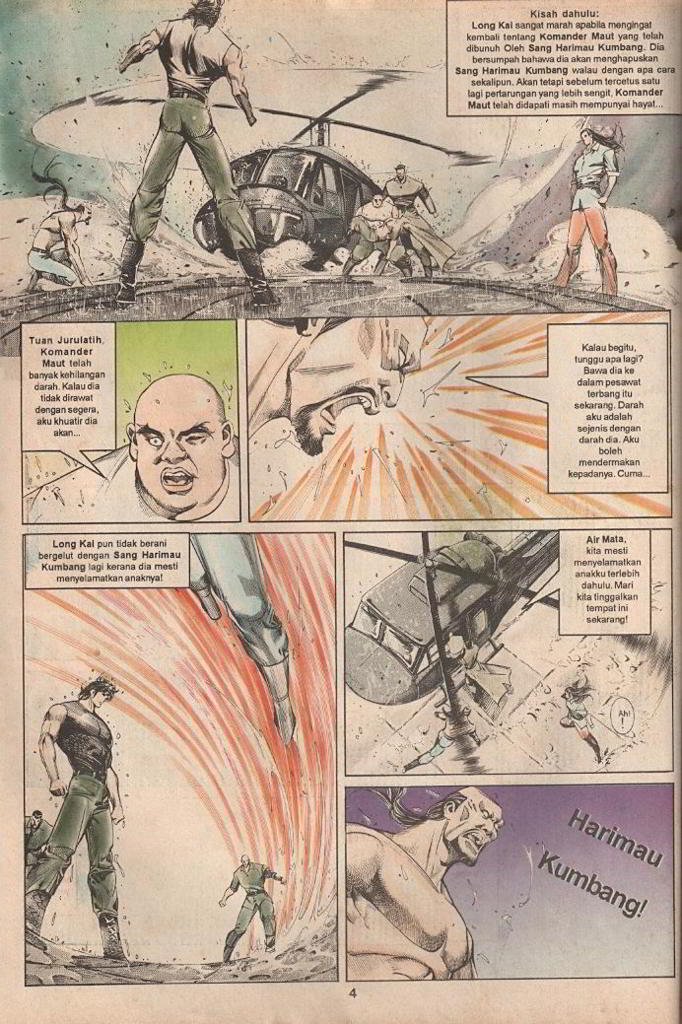 Kisah dahulu:
Long Kai sangat marah apabila mengingat
kembali tentang Komander Maut yang telah
dibunuh Oleh Sang Harimau Kumbang. Dia
bersumpah bahawa dia akan menghapuskan
Sang Harimau Kumbang walau dengan apa cara
sekalipun. Akan tetapi sebelum tercetus satu
lagi pertarungan yang lebih sengit, Komander
Maut telah didapati masih mempunyai hayat...
Tuan Jurulatih,
Komander
Maut telah
banyak kehilangan
darah. Kalau dia
tidak dirawat
dengan segera,
aku khuatir dia
akan...
Kalau begitu,
tunggu apa lagi?
Bawa dia ke
dalam pesawat
terbang itu
sekarang. Darah
aku adalah
sejenis dengan
darah dia. Aku
boleh
mendermakan
kepadanya. Cuma...
Long Kai pun tidak berani
bergelut dengan Sang Harimau
Kumbang lagi kerana dia mesti
menyelamatkan anaknya!
Air Mata,
kita mesti
menyelamatkan
anakku terlebih
dahulu. Mari
kita tinggalkan
tempat ini
sekarang!
Ah!
Harimau
Kumbang!
4